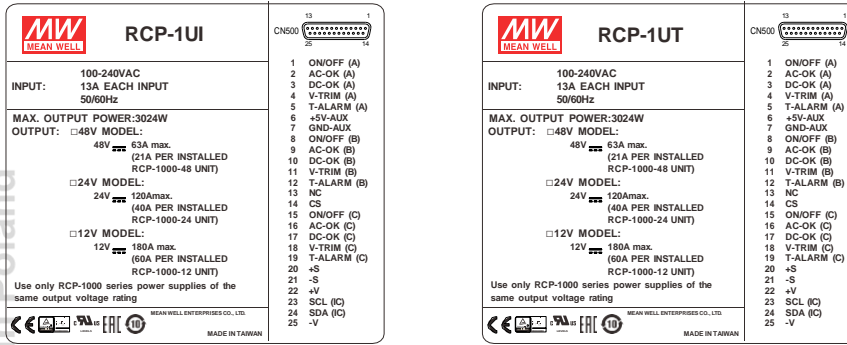 MW
MEAN WELL
RCP-1UI
INPUT:
100-240VAC
13A EACH INPUT
50/60Hz
MAX. OUTPUT POWER:3024W
OUTPUT: □48V MODEL:
48V 63A max.
(21A PER INSTALLED
RCP-1000-48 UNIT)
□24V MODEL:
24V 120Amax.
(40A PER INSTALLED
RCP-1000-24 UNIT)
□12V MODEL:
12V 180A max.
(60A PER INSTALLED
RCP-1000-12 UNIT)
Use only RCP-1000 series power supplies of the
same output voltage rating
MEAN WELL ENTERPRISES CO., LTD.
CE
c RU us
EAC
10
MADE IN TAIWAN
13 1
CN500
25 14
1 ON/OFF (A)
2 AC-OK (A)
3 DC-OK (A)
4 V-TRIM (A)
5 T-ALARM (A)
6 +5V-AUX
7 GND-AUX
8 ON/OFF (B)
9 AC-OK (B)
10 DC-OK (B)
11 V-TRIM (B)
12 T-ALARM (B)
13 NC
14 CS
15 ON/OFF (C)
16 AC-OK (C)
17 DC-OK (C)
18 V-TRIM (C)
19 T-ALARM (C)
20 +S
21 -S
22 +V
23 SCL (IC)
24 SDA (IC)
25 -V
MW
MEAN WELL
RCP-1UT
INPUT:
100-240VAC
13A EACH INPUT
50/60Hz
MAX. OUTPUT POWER:3024W
OUTPUT: □48V MODEL:
48V 63A max.
(21A PER INSTALLED
RCP-1000-48 UNIT)
□24V MODEL:
24V 120Amax.
(40A PER INSTALLED
RCP-1000-24 UNIT)
□12V MODEL:
12V 180A max.
(60A PER INSTALLED
RCP-1000-12 UNIT)
Use only RCP-1000 series power supplies of the
same output voltage rating
MEAN WELL ENTERPRISES CO., LTD.
CE
c RU us
EAC
10
MADE IN TAIWAN
13 1
CN500
25 14
1 ON/OFF (A)
2 AC-OK (A)
3 DC-OK (A)
4 V-TRIM (A)
5 T-ALARM (A)
6 +5V-AUX
7 GND-AUX
8 ON/OFF (B)
9 AC-OK (B)
10 DC-OK (B)
11 V-TRIM (B)
12 T-ALARM (B)
13 NC
14 CS
15 ON/OFF (C)
16 AC-OK (C)
17 DC-OK (C)
18 V-TRIM (C)
19 T-ALARM (C)
20 +S
21 -S
22 +V
23 SCL (IC)
24 SDA (IC)
25 -V
Poland